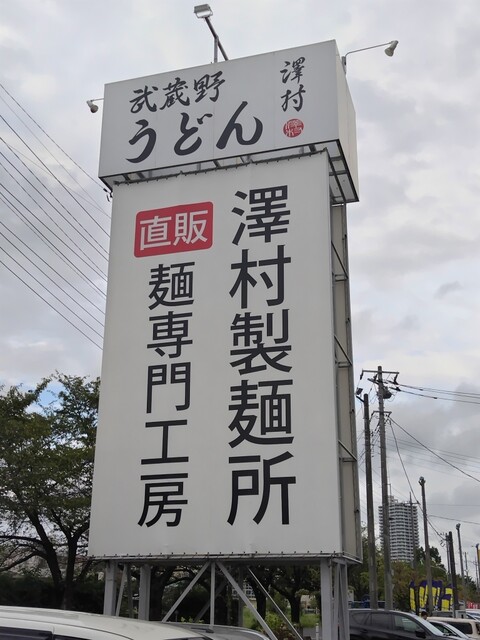 武蔵野
うどん
澤村
澤村製麺所
直販
麺専門工房